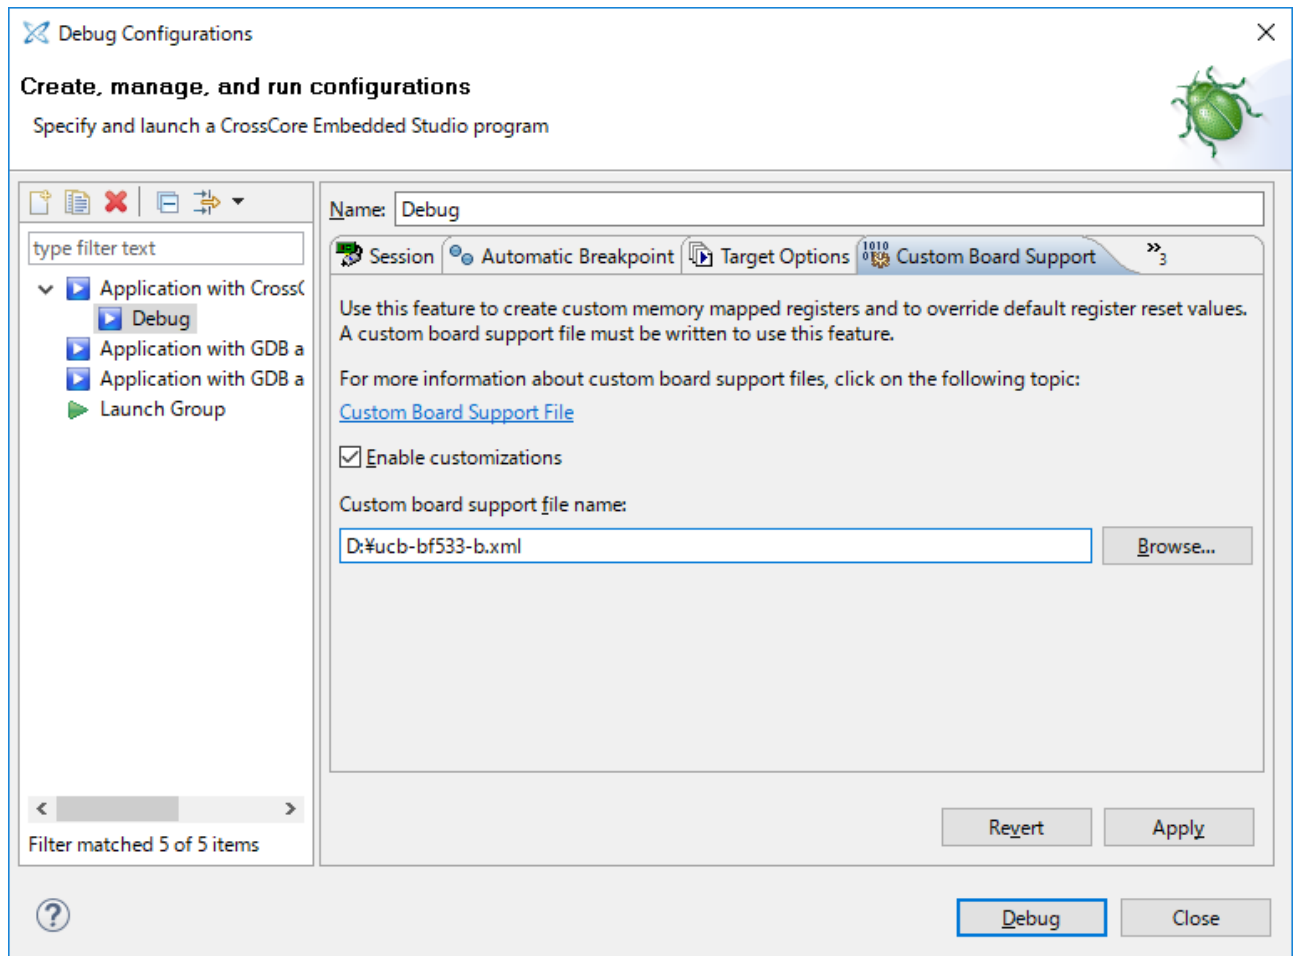 Debug Configurations
Create, manage, and run configurations
Specify and launch a CrossCore Embedded Studio program
type filter text
Application with CrossC
Debug
Application with GDB a
Application with GDB a
Launch Group
Filter matched 5 of 5 items
Name: Debug
Session Automatic Breakpoint Target Options Custom Board Support »3
Use this feature to create custom memory mapped registers and to override default register reset values.
A custom board support file must be written to use this feature.
For more information about custom board support files, click on the following topic:
Custom Board Support File
Enable customizations
Custom board support file name:
D:¥ucb-bf533-b.xml Browse...
Revert Apply
? Debug Close